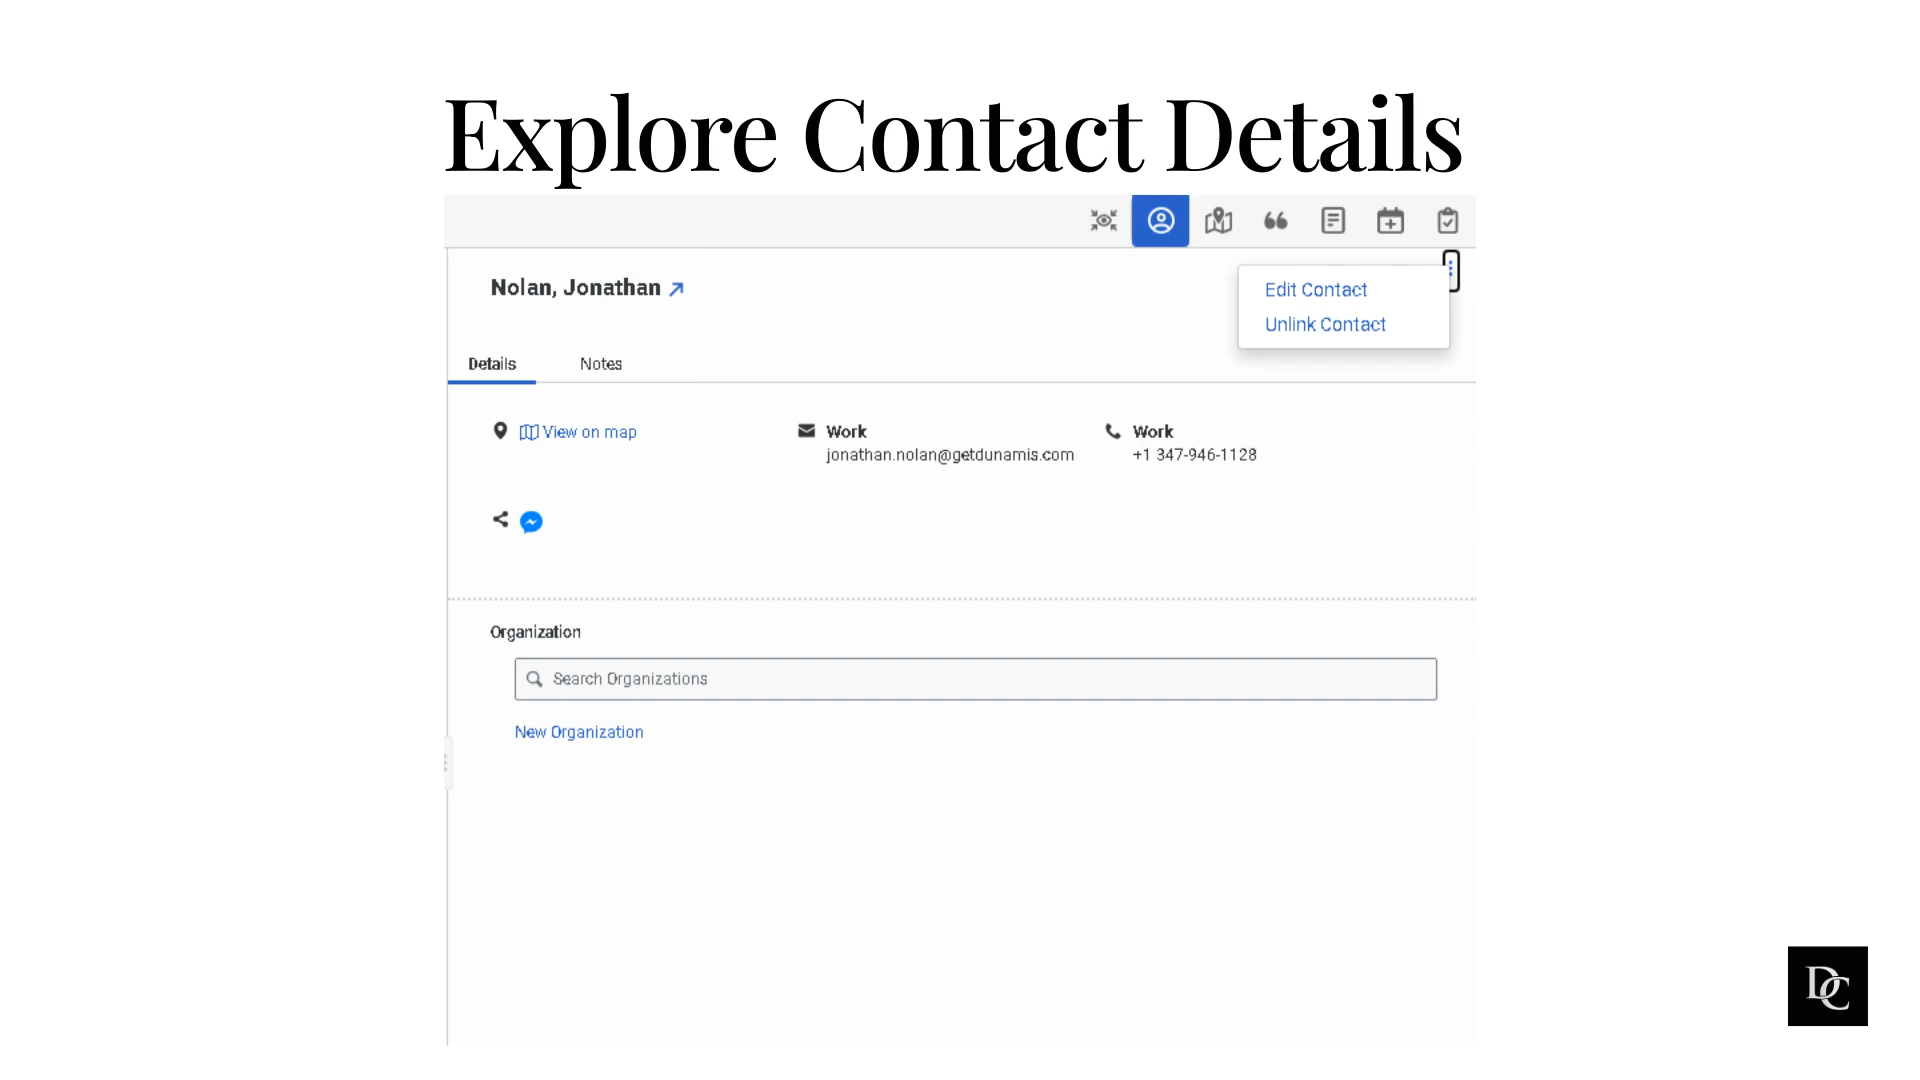 Explore Contact Details
Nolan, Jonathan
Edit Contact
Unlink Contact
Details
Notes
View on map
Work
jonathan.nolan@getdunamis.com
Work
+1 347-946-1128
Organization
Search Organizations
New Organization
DC